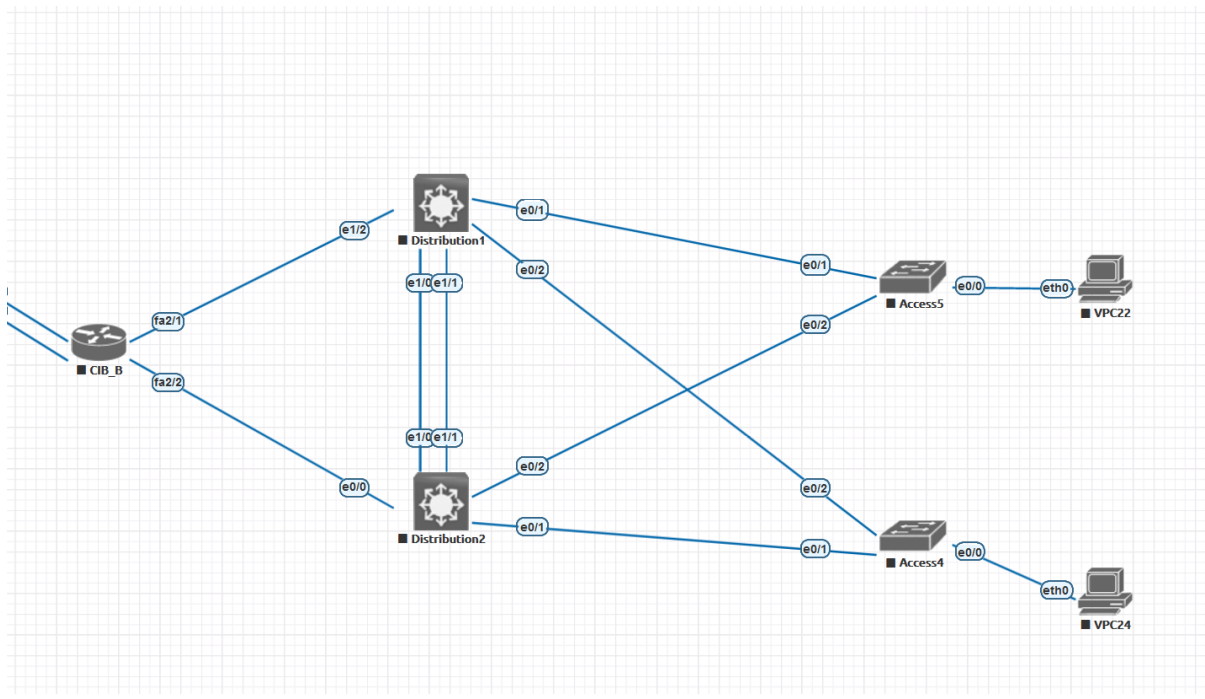 e0/1
e1/2
Distribution1
e0/2
e0/1
e1/0
e1/1
e0/0
eth0
Access5
VPC22
fa2/1
e0/2
CIB_B
fa2/2
e1/0
e1/1
e0/2
e0/0
e0/2
e0/1
Distribution2
e0/1
e0/0
Access4
eth0
VPC24